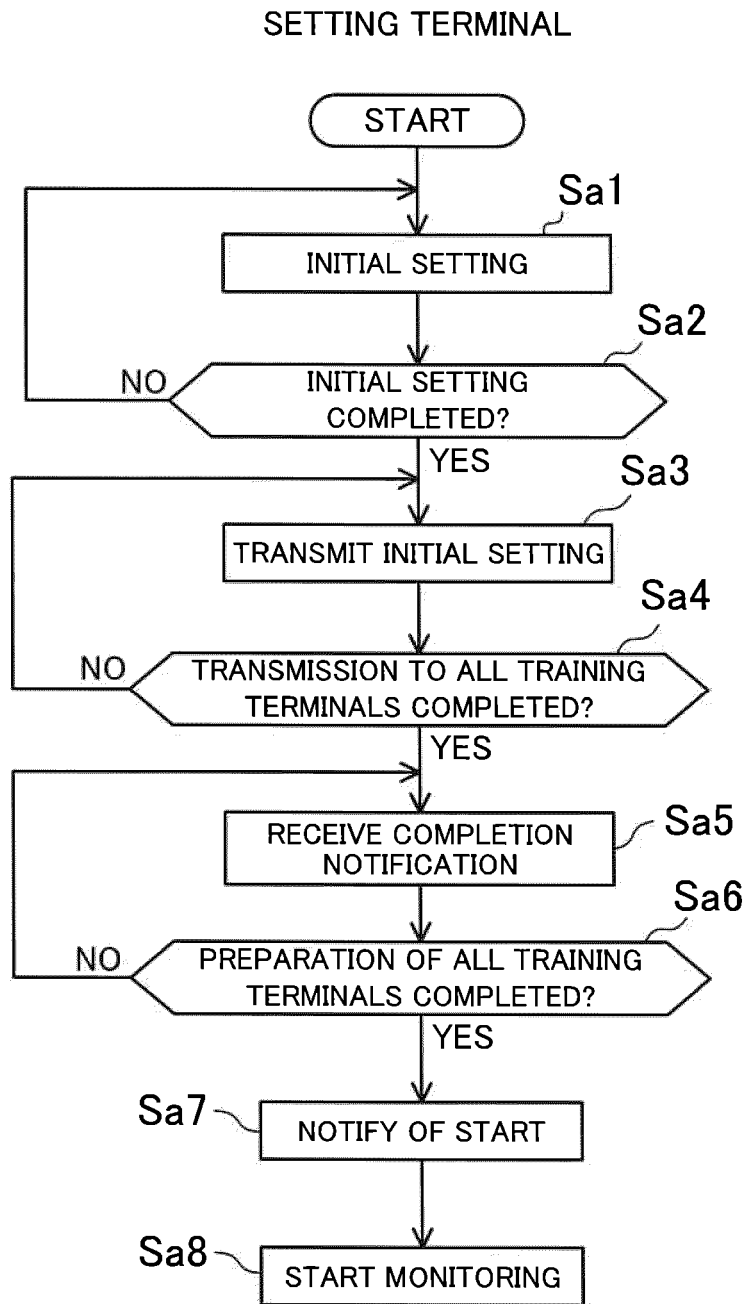 SETTING TERMINAL
START
Sa1
INITIAL SETTING
Sa2
NO
INITIAL SETTING
COMPLETED?
YES
Sa3
TRANSMIT INITIAL SETTING
Sa4
NO
TRANSMISSION TO ALL TRAINING
TERMINALS COMPLETED?
YES
RECEIVE COMPLETION
NOTIFICATION
Sa5
Sa6
NO
PREPARATION OF ALL TRAINING
TERMINALS COMPLETED?
YES
Sa7
NOTIFY OF START
Sa8
START MONITORING